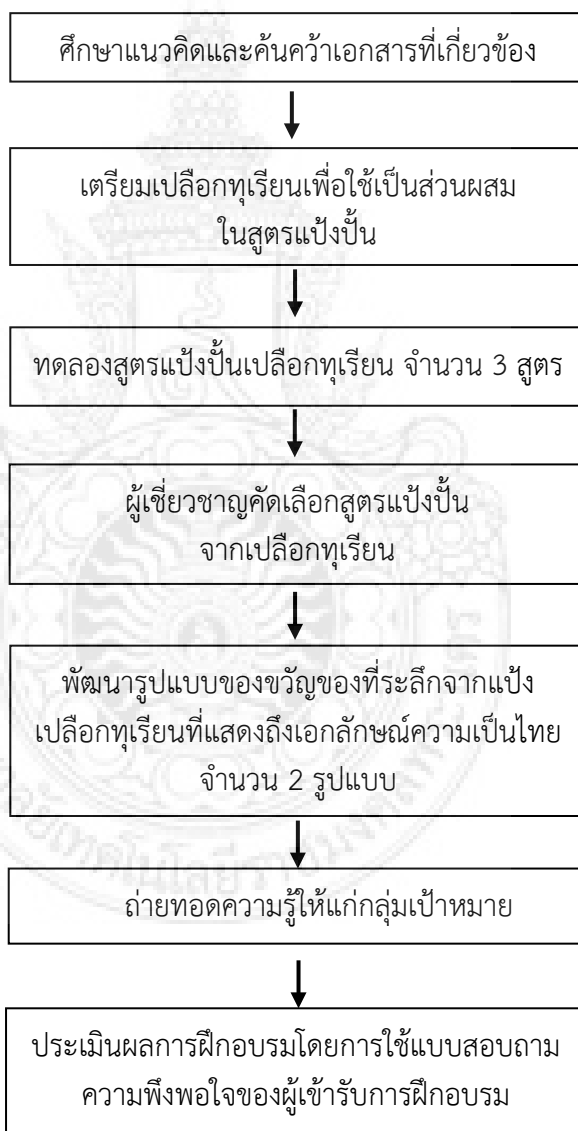 ศึกษาแนวคิดและค้นคว้าเอกสารที่เกี่ยวข้อง
เตรียมเปลือกทุเรียนเพื่อใช้เป็นส่วนผสม
ในสูตรแป้งปั้น
ทดลองสูตรแป้งปั้นเปลือกทุเรียน จำนวน 3 สูตร
ผู้เชี่ยวชาญคัดเลือกสูตรแป้งปั้น
จากเปลือกทุเรียน
พัฒนารูปแบบของขวัญของที่ระลึกจากแป้ง
เปลือกทุเรียนที่แสดงถึงเอกลักษณ์ความเป็นไทย
จำนวน 2 รูปแบบ
ถ่ายทอดความรู้ให้แก่กลุ่มเป้าหมาย
ประเมินผลการฝึกอบรมโดยการใช้แบบสอบถาม
ความพึงพอใจของผู้เข้ารับการฝึกอบรม